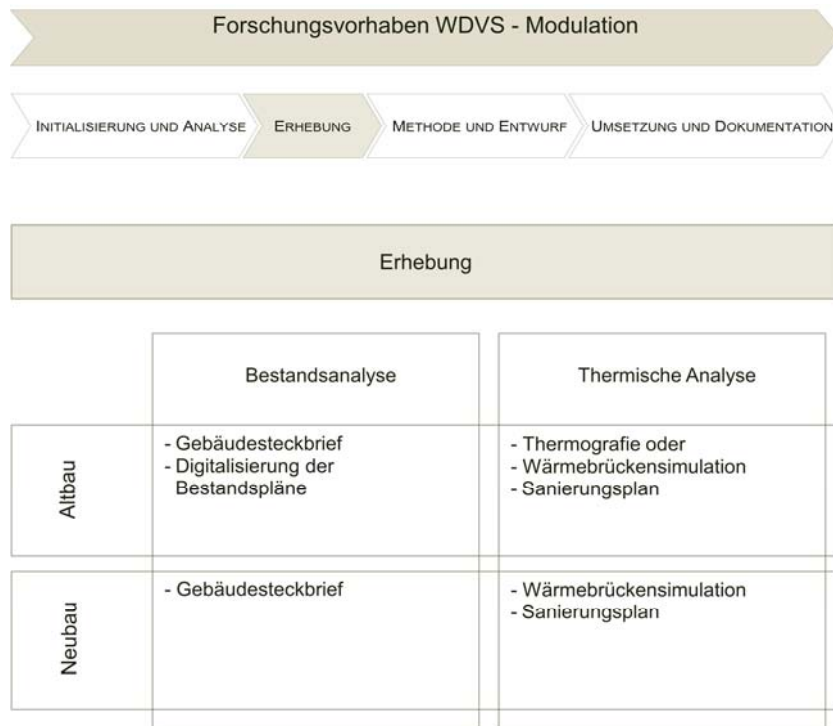 Forschungsvorhaben WDVS - Modulation
INITIALISIERUNG UND ANALYSE
ERHEBUNG
METHODE UND ENTWURF
UMSETZUNG UND DOKUMENTATION
Erhebung
Bestandsanalyse
Thermische Analyse
Altbau
- Gebäudesteckbrief
- Digitalisierung der
Bestandspläne
- Thermografie oder
- Wärmebrückensimulation
- Sanierungsplan
Neubau
- Gebäudesteckbrief
- Wärmebrückensimulation
- Sanierungsplan